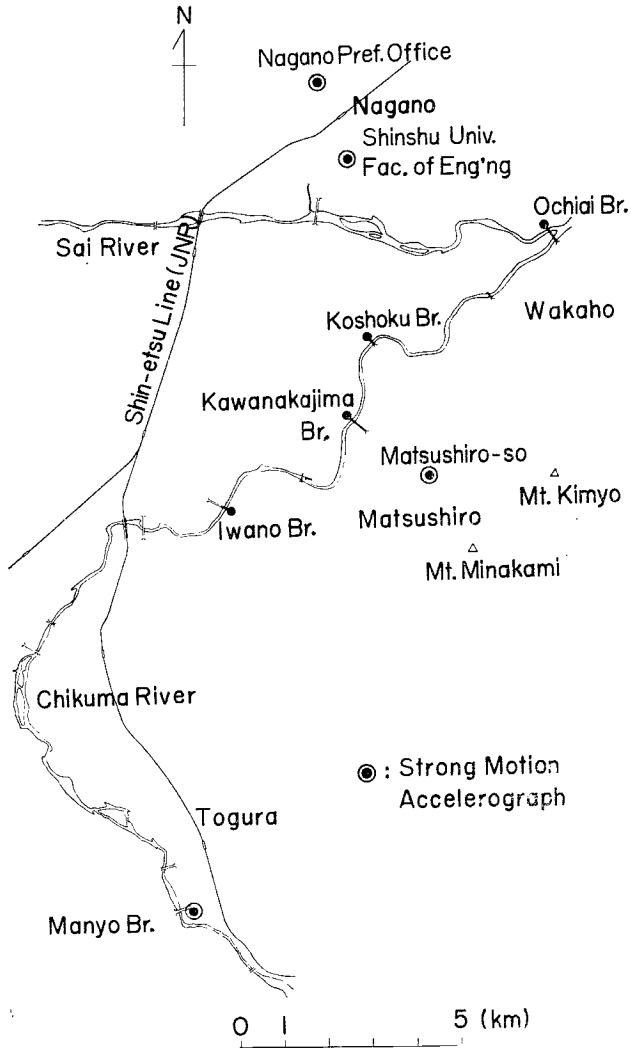 N
Nagano Pref. Office
Nagano
Shinshu Univ.
Fac. of Eng'ng
Ochiai Br.
Sai River
Shin-etsu Line (JNR)
Wakaho
Koshoku Br.
Kawanakajima
Br.
Matsushiro-so
Mt. Kimyo
Iwano Br.
Matsushiro
Mt. Minakami
Chikuma River
: Strong Motion
Accelerograph
Togura
Manyo Br.
0 1 5 (km)